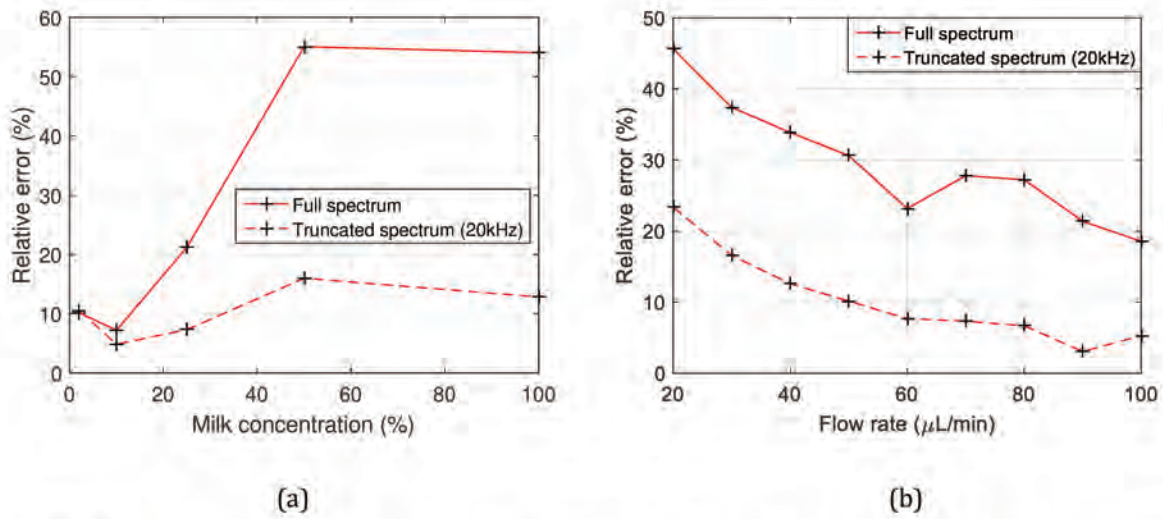 60
50
40
30
20
10
0
Relative error (%)
Full spectrum
Truncated spectrum (20kHz)
0 20 40 60 80 100
Milk concentration (%)
(a)
50
40
30
20
10
0
Relative error (%)
Full spectrum
Truncated spectrum (20kHz)
20 40 60 80 100
Flow rate (μL/min)
(b)